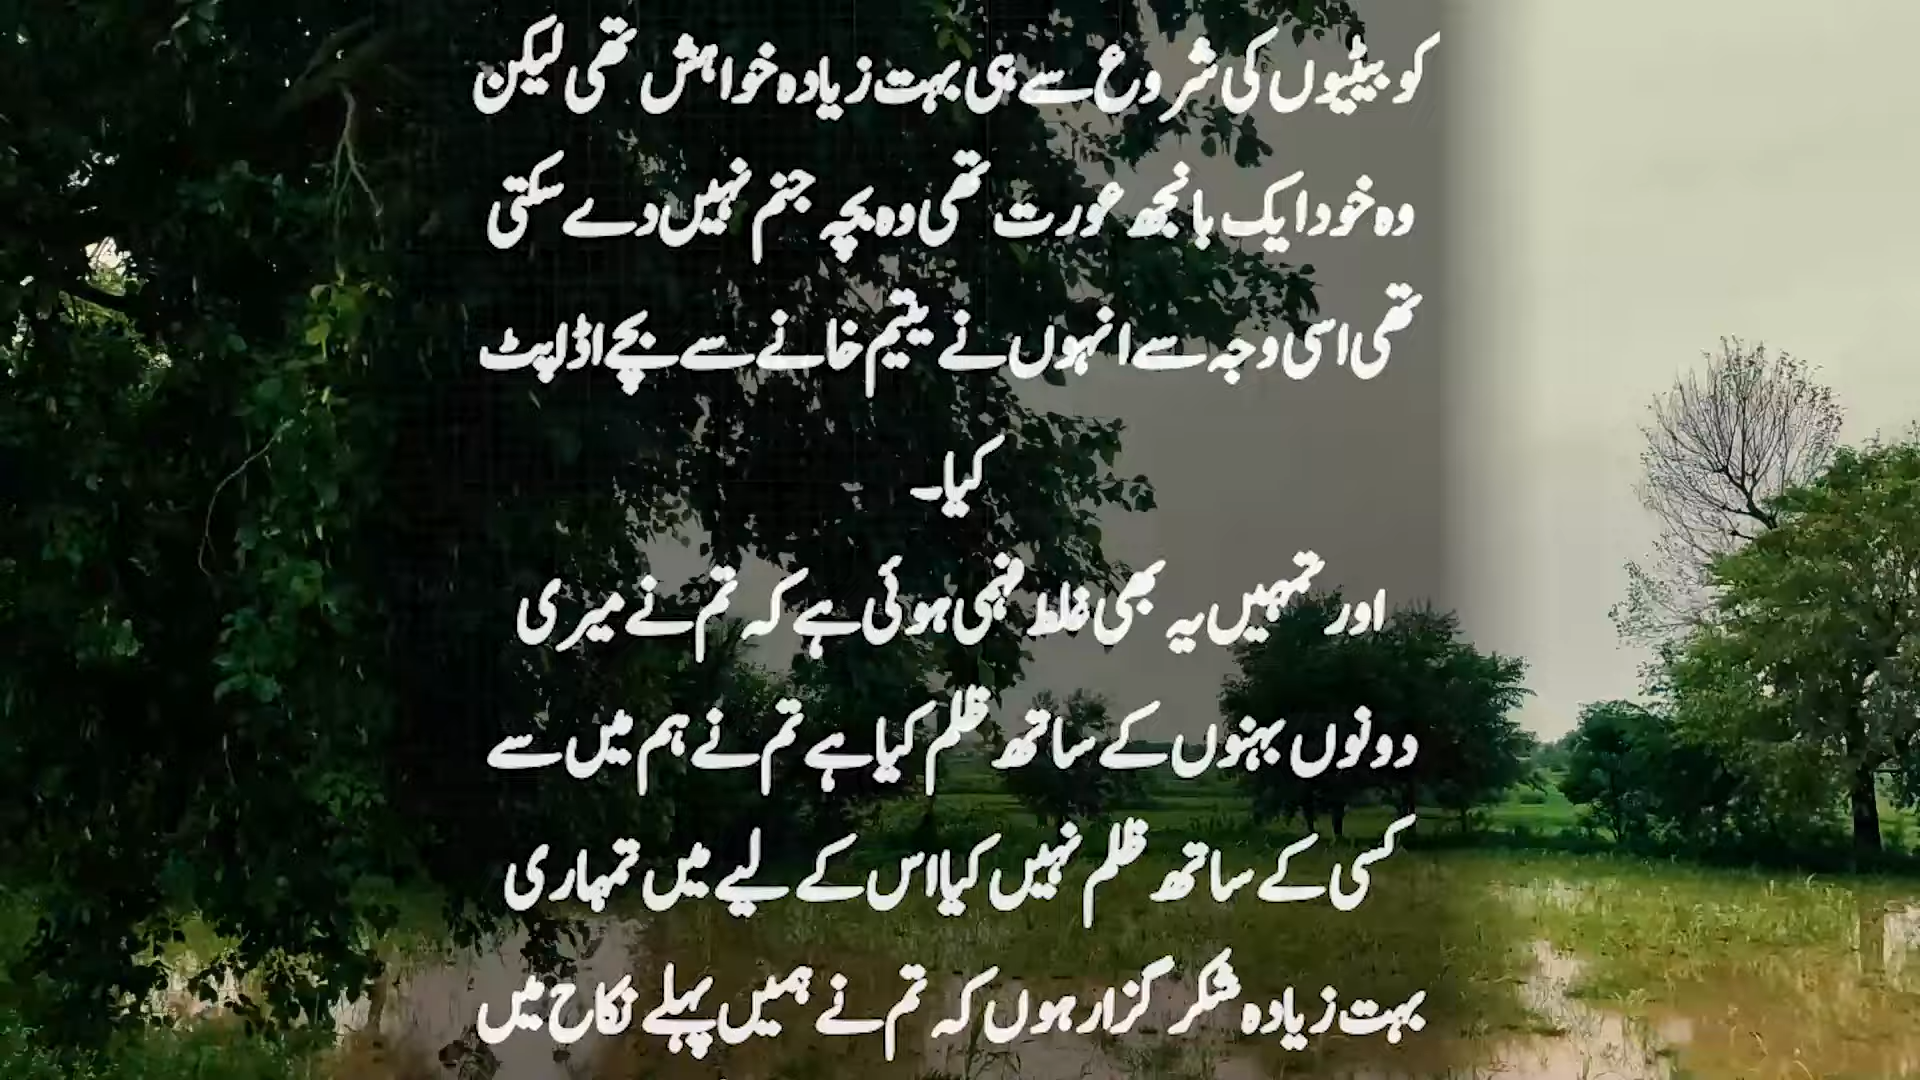 کو بیٹیوں کی شروع سے ہی بہت زیادہ خواہش تھی لیکن
وہ خود ایک بانجھ عورت تھی وہ بچہ جنم نہیں دے سکتی
تھی اسی وجہ سے انہوں نے یتیم خانے سے بچے اڈاپٹ
کیا۔
اور تمہیں یہ بھی غلط فہمی ہوئی ہے کہ تم نے میری
دونوں بہنوں کے ساتھ ظلم کیا ہے تم نے ہم میں سے
کسی کے ساتھ ظلم نہیں کیا اس کے لیے میں تمہاری
بہت زیادہ شکر گزار ہوں کہ تم نے ہمیں پہلے نکاح میں